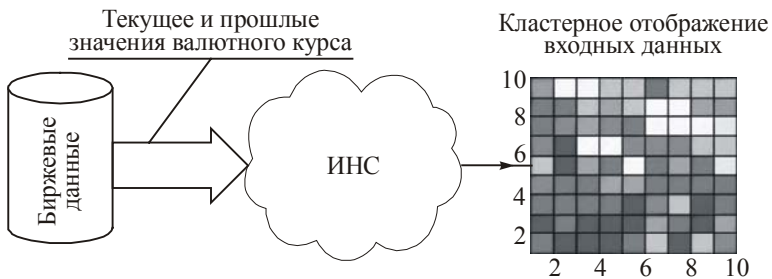 Текущее и прошлые
значения валютного курса
Кластерное отображение
входных данных
Биржевые
данные
ИНС
10
8
6
4
2
2 4 6 8 10